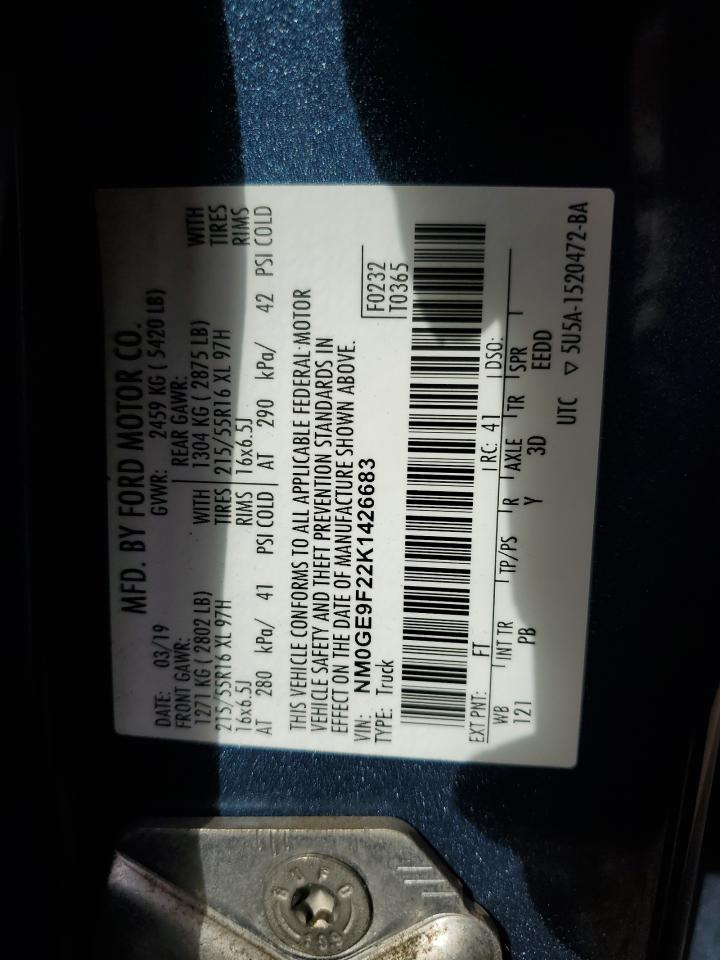 MFD. BY FORD MOTOR CO.
DATE: 03/19 GVWR: 2459 KG ( 5420 LB)
FRONT GAWR: REAR GAWR:
1271 KG ( 2802 LB) WITH 1304 KG ( 2875 LB) WITH
215/55R16 XL 97H TIRES 215/55R16 XL 97H TIRES
16x6.5J RIMS 16x6.5J RIMS
AT 280 kPa/ 41 PSI COLD AT 290 kPa/ 42 PSI COLD
THIS VEHICLE CONFORMS TO ALL APPLICABLE FEDERAL MOTOR
VEHICLE SAFETY AND THEFT PREVENTION STANDARDS IN
EFFECT ON THE DATE OF MANUFACTURE SHOWN ABOVE.
VIN: NM0GE9F22K1426683 F0232
TYPE: Truck T0365
EXT PNT: FT RC: 41 DSO:
WB INT TR TP/PS R AXLE TR SPR
121 PB Y 3D EEDD
UTC ▽ 5U5A-1520472-BA